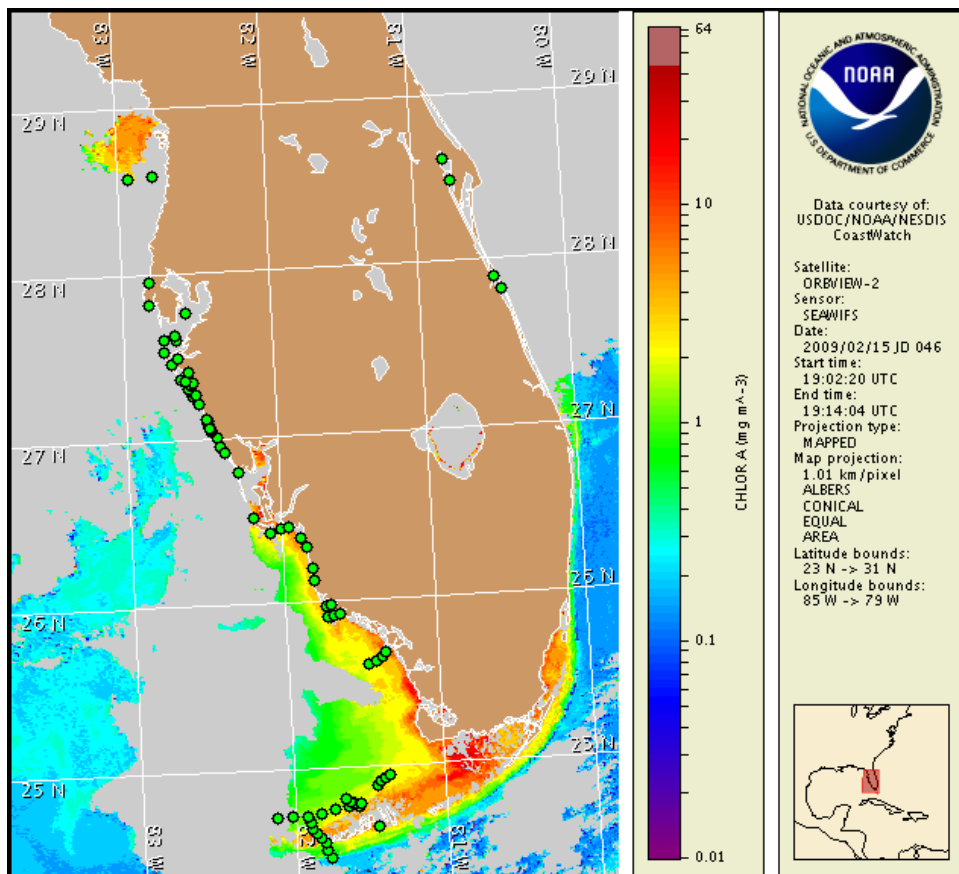 83 W
82 W
81 W
80 W
29 N
29 N
28 N
28 N
27 N
27 N
26 N
26 N
25 N
25 N
83 W
82 W
81 W
64
10
1
0.1
0.01
CHLOR A (mg m^-3)
NATIONAL OCEANIC AND ATMOSPHERIC ADMINISTRATION
NOAA
U.S. DEPARTMENT OF COMMERCE
Data courtesy of:
USDOC/NOAA/NESDIS
CoastWatch
Satellite:
ORBVIEW-2
Sensor:
SEAWIFS
Date:
2009/02/15 JD 046
Start time:
19:02:20 UTC
End time:
19:14:04 UTC
Projection type:
MAPPED
Map projection:
1.01 km/pixel
ALBERS
CONICAL
EQUAL
AREA
Latitude bounds:
23 N -> 31 N
Longitude bounds:
85 W -> 79 W